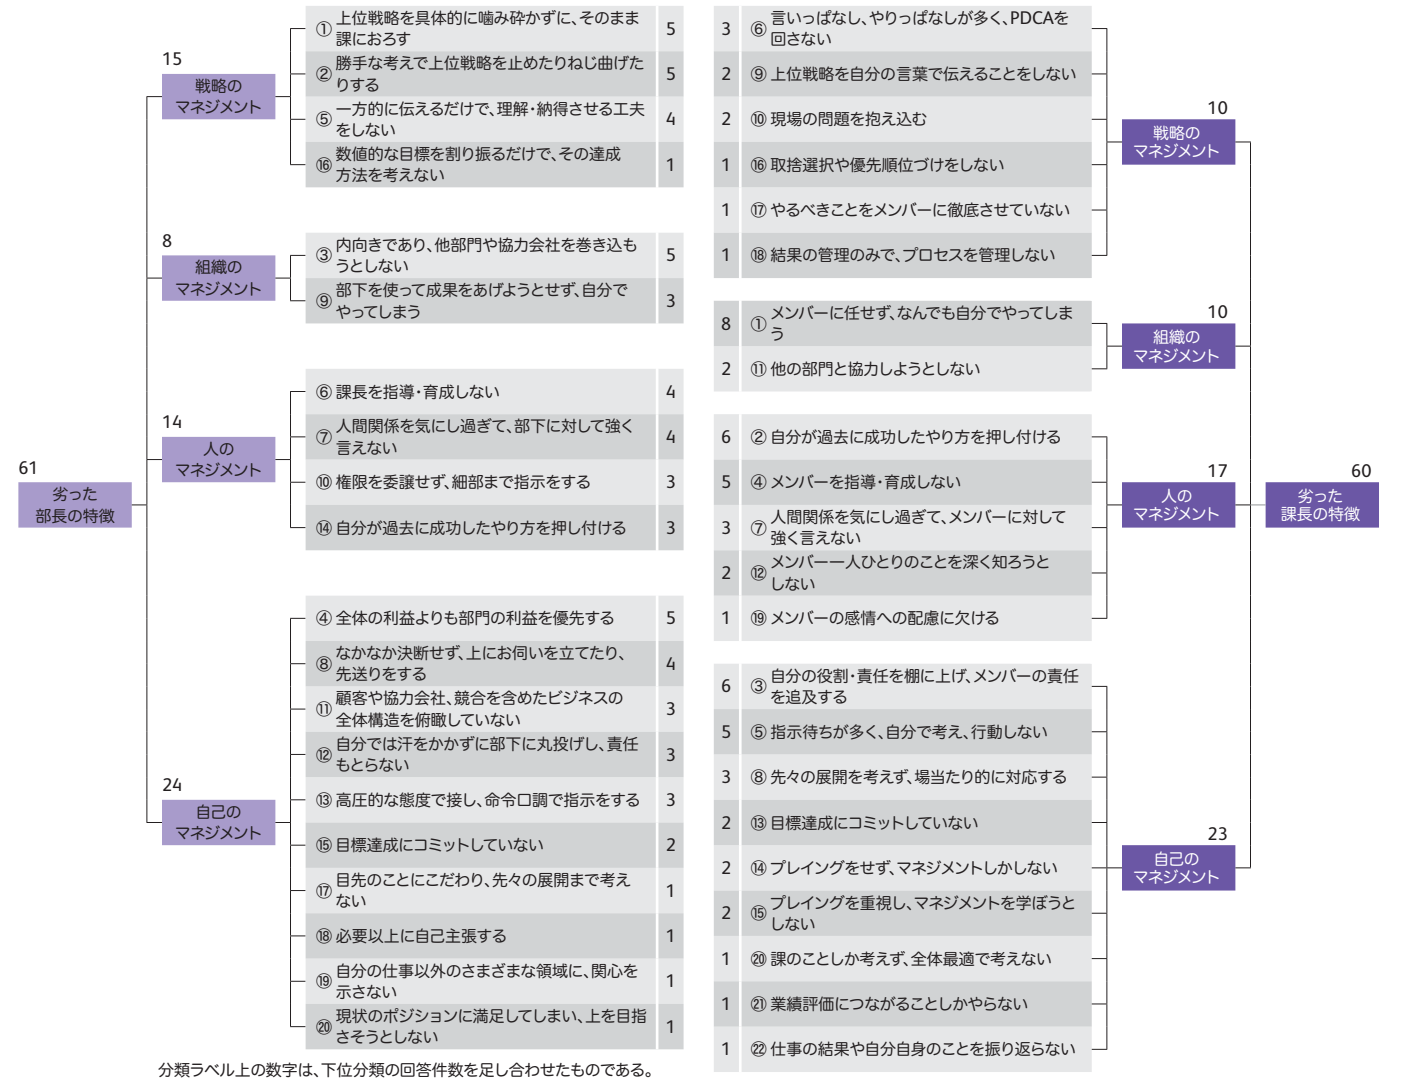 61
劣った
部長の特徴
15
戦略の
マネジメント
① 上位戦略を具体的に噛み砕かずに、そのまま
課におろす
5
② 勝手な考えで上位戦略を止めたりねじ曲げた
りする
5
⑤ 一方的に伝えるだけで、理解・納得させる工夫
をしない
4
⑯ 数値的な目標を割り振るだけで、その達成
方法を考えない
1
8
組織の
マネジメント
③ 内向きであり、他部門や協力会社を巻き込も
うとしない
5
⑨ 部下を使って成果をあげようとせず、自分で
やってしまう
3
14
人の
マネジメント
⑥ 課長を指導・育成しない 4
⑦ 人間関係を気にし過ぎて、部下に対して強く
言えない
4
⑩ 権限を委譲せず、細部まで指示をする 3
⑭ 自分が過去に成功したやり方を押し付ける 3
24
自己の
マネジメント
④ 全体の利益よりも部門の利益を優先する 5
⑧ なかなか決断せず、上にお伺いを立てたり、
先送りをする
4
⑪ 顧客や協力会社、競合を含めたビジネスの
全体構造を俯瞰していない
3
⑫ 自分では汗をかかずに部下に丸投げし、責任
もとらない
3
⑬ 高圧的な態度で接し、命令口調で指示をする 3
⑮ 目標達成にコミットしていない 2
⑰ 目先のことにこだわり、先々の展開まで考え
ない
1
⑱ 必要以上に自己主張する 1
⑲ 自分の仕事以外のさまざまな領域に、関心を
示さない
1
⑳ 現状のポジションに満足してしまい、上を目指
さそうとしない
1
分類ラベル上の数字は、下位分類の回答件数を足し合わせたものである。
3 ⑥ 言いっぱなし、やりっぱなしが多く、PDCAを
回さない
2 ⑨ 上位戦略を自分の言葉で伝えることをしない
2 ⑩ 現場の問題を抱え込む
1 ⑯ 取捨選択や優先順位づけをしない
1 ⑰ やるべきことをメンバーに徹底させていない
1 ⑱ 結果の管理のみで、プロセスを管理しない
10
戦略の
マネジメント
8 ① メンバーに任せず、なんでも自分でやってしま
う
2 ⑪ 他の部門と協力しようとしない
10
組織の
マネジメント
6 ② 自分が過去に成功したやり方を押し付ける
5 ④ メンバーを指導・育成しない
3 ⑦ 人間関係を気にし過ぎて、メンバーに対して
強く言えない
2 ⑫ メンバー一人ひとりのことを深く知ろうと
しない
1 ⑲ メンバーの感情への配慮に欠ける
17
人の
マネジメント
6 ③ 自分の役割・責任を棚に上げ、メンバーの責任
を追及する
5 ⑤ 指示待ちが多く、自分で考え、行動しない
3 ⑧ 先々の展開を考えず、場当たり的に対応する
2 ⑬ 目標達成にコミットしていない
2 ⑭ プレイングをせず、マネジメントしかしない
2 ⑮ プレイングを重視し、マネジメントを学ぼうと
しない
1 ⑳ 課のことしか考えず、全体最適で考えない
1 ㉑ 業績評価につながることしかやらない
1 ㉒ 仕事の結果や自分自身のことを振り返らない
23
自己の
マネジメント
60
劣った
課長の特徴